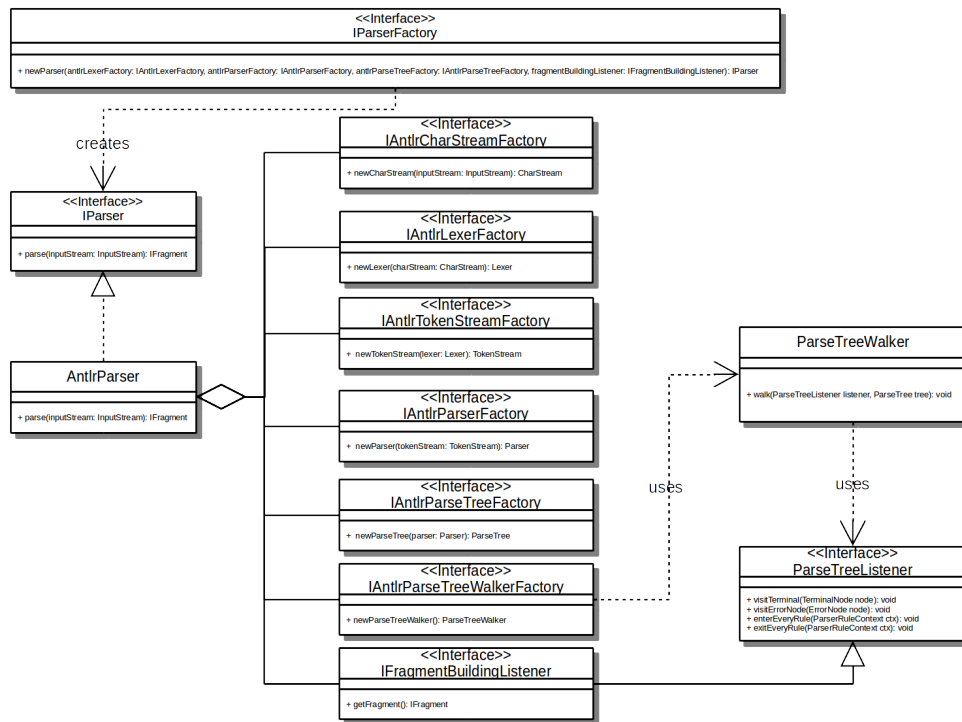 <<Interface>>
IParserFactory
+ newParser(antlrLexerFactory: IAntlrLexerFactory, antlrParserFactory: IAntlrParserFactory, antlrParseTreeFactory: IAntlrParseTreeFactory, fragmentBuildingListener: IFragmentBuildingListener): IParser
creates
<<Interface>>
IParser
+ parse(inputStream: InputStream): IFragment
AntlrParser
+ parse(inputStream: InputStream): IFragment
<<Interface>>
IAntlrCharStreamFactory
+ newCharStream(inputStream: InputStream): CharStream
<<Interface>>
IAntlrLexerFactory
+ newLexer(charStream: CharStream): Lexer
<<Interface>>
IAntlrTokenStreamFactory
+ newTokenStream(lexer: Lexer): TokenStream
<<Interface>>
IAntlrParserFactory
+ newParser(tokenStream: TokenStream): Parser
<<Interface>>
IAntlrParseTreeFactory
+ newParseTree(parser: Parser): ParseTree
<<Interface>>
IAntlrParseTreeWalkerFactory
+ newParseTreeWalker(): ParseTreeWalker
<<Interface>>
IFragmentBuildingListener
+ getFragment(): IFragment
uses
ParseTreeWalker
+ walk(ParseTreeListener listener, ParseTree tree): void
uses
<<Interface>>
ParseTreeListener
+ visitTerminal(TerminalNode node): void
+ visitErrorNode(ErrorNode node): void
+ enterEveryRule(ParserRuleContext ctx): void
+ exitEveryRule(ParserRuleContext ctx): void